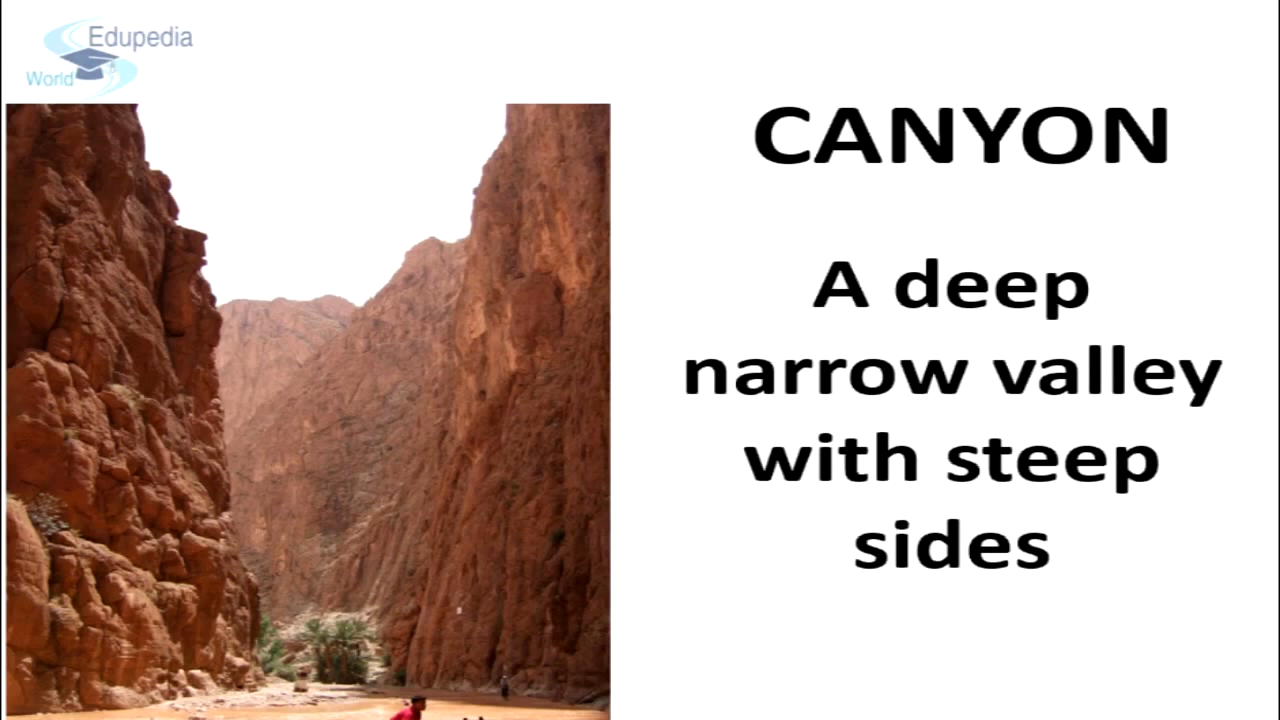 Edupedia
World
CANYON
A deep
narrow valley
with steep
sides